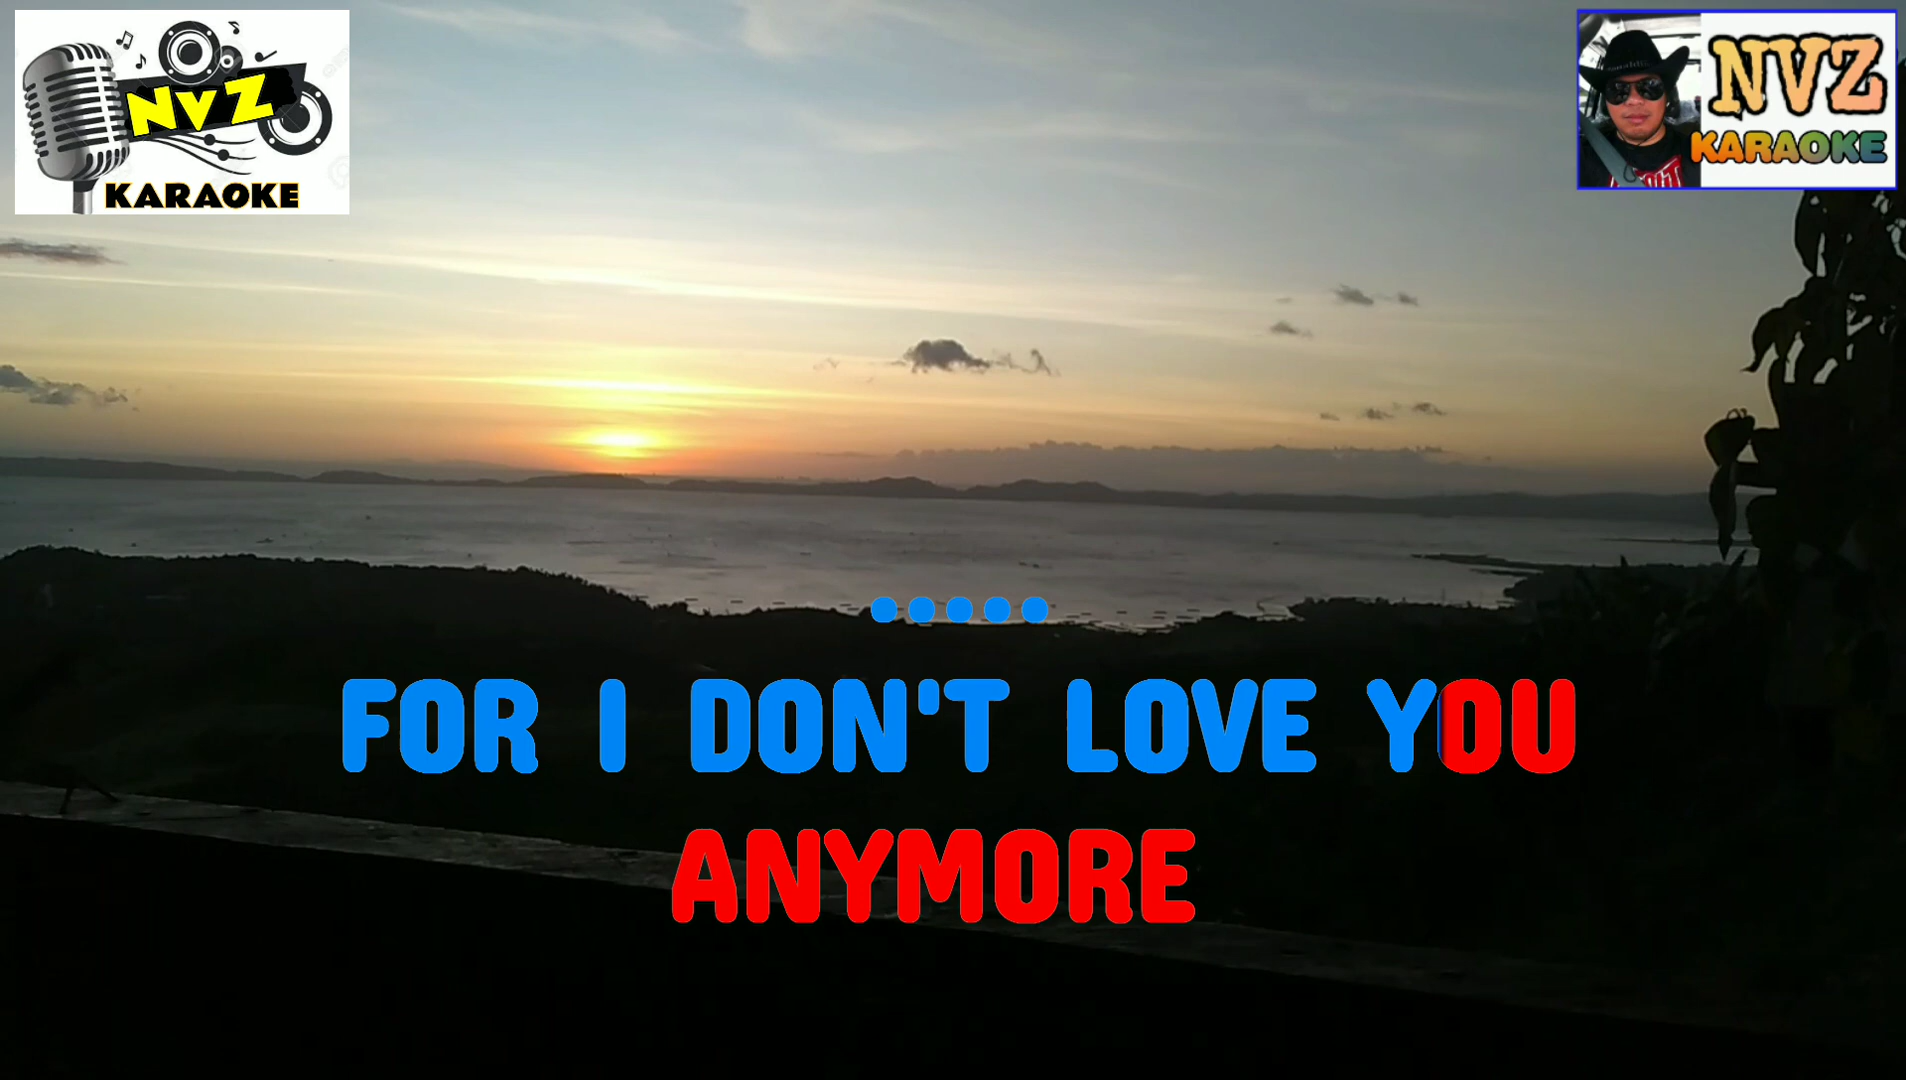 NVZ
KARAOKE
NVZ
KARAOKE
.....
FOR I DON'T LOVE YOU
ANYMORE